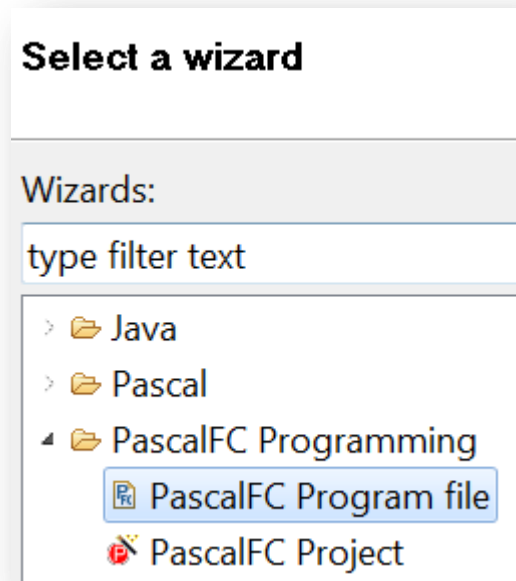 Select a wizard
Wizards:
type filter text
Java
Pascal
PascalFC Programming
PascalFC Program file
PascalFC Project